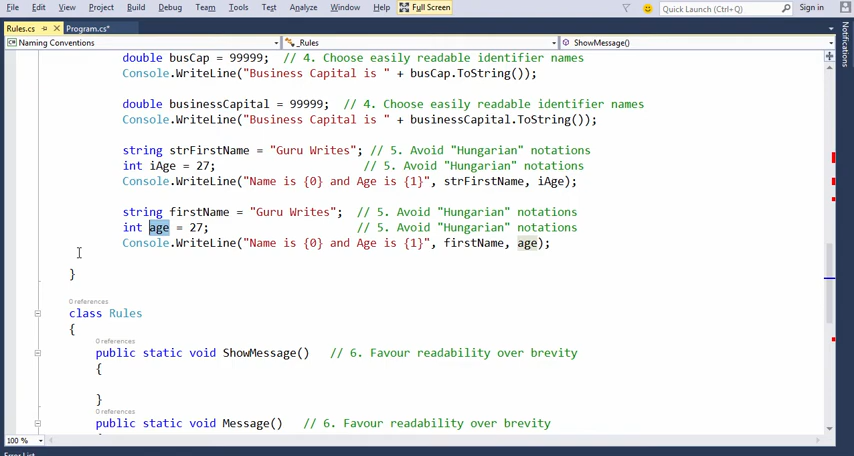 File Edit View Project Build Debug Team Tools Test Analyze Window Help Full Screen Quick Launch (Ctrl+Q) Sign in
Rules.cs Program.cs*
Notifications
Naming Conventions _Rules ShowMessage()
double busCap = 99999; // 4. Choose easily readable identifier names
Console.WriteLine("Business Capital is " + busCap.ToString());
double businessCapital = 99999; // 4. Choose easily readable identifier names
Console.WriteLine("Business Capital is " + businessCapital.ToString());
string strFirstName = "Guru Writes"; // 5. Avoid "Hungarian" notations
int iAge = 27; // 5. Avoid "Hungarian" notations
Console.WriteLine("Name is {0} and Age is {1}", strFirstName, iAge);
string firstName = "Guru Writes"; // 5. Avoid "Hungarian" notations
int age = 27; // 5. Avoid "Hungarian" notations
Console.WriteLine("Name is {0} and Age is {1}", firstName, age);
}
0 references
class Rules
{
0 references
public static void ShowMessage() // 6. Favour readability over brevity
{
}
0 references
public static void Message() // 6. Favour readability over brevity
100 %
Error List